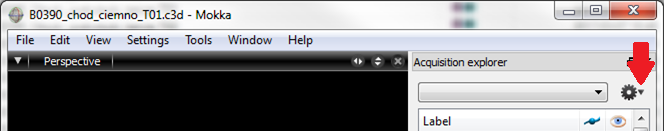 B0390_chod_ciemno_T01.c3d - Mokka
File Edit View Settings Tools Window Help
Perspective
Acquisition explorer
Label